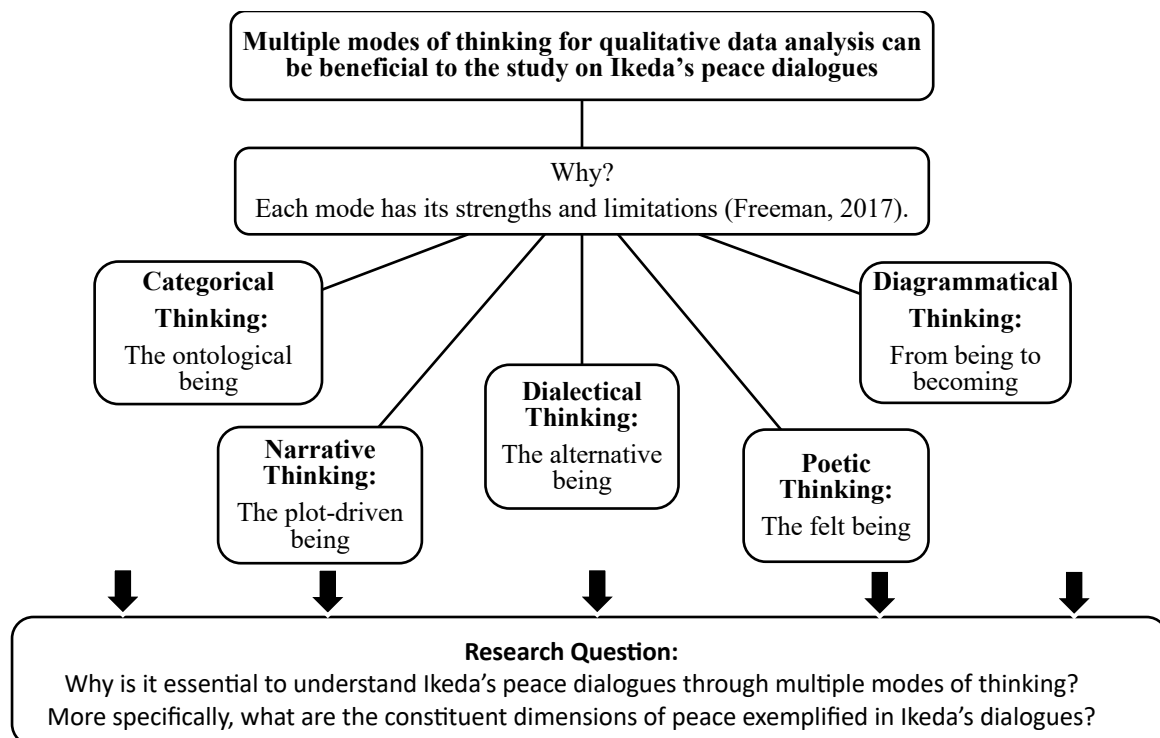 Multiple modes of thinking for qualitative data analysis can
be beneficial to the study on Ikeda’s peace dialogues
Why?
Each mode has its strengths and limitations (Freeman, 2017).
Categorical
Thinking:
The ontological
being
Narrative
Thinking:
The plot-driven
being
Dialectical
Thinking:
The alternative
being
Poetic
Thinking:
The felt being
Diagrammatical
Thinking:
From being to
becoming
Research Question:
Why is it essential to understand Ikeda’s peace dialogues through multiple modes of thinking?
More specifically, what are the constituent dimensions of peace exemplified in Ikeda’s dialogues?